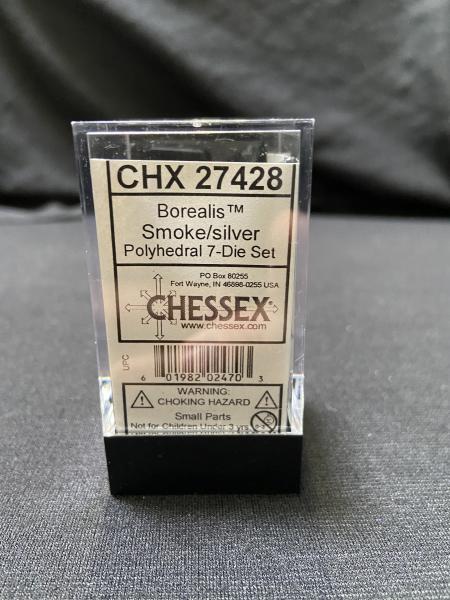 CHX 27428
Borealis™
Smoke/silver
Polyhedral 7-Die Set
PO Box 80255
Fort Wayne, IN 46898-0255 USA
CHESSEX®
www.chessex.com
UPC
6 01982 02470 3
WARNING:
CHOKING HAZARD
Small Parts
Not for Children Under 3 yrs